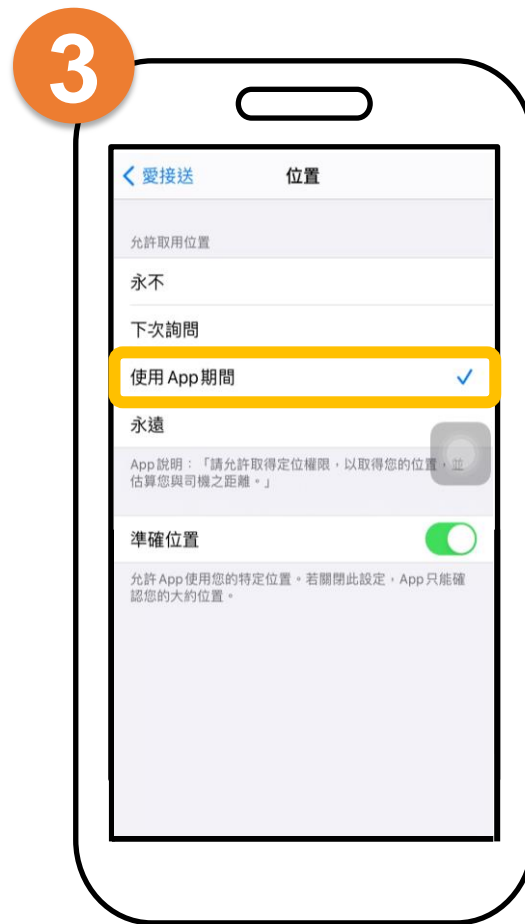 3
愛接送 位置
允許取用位置
永不
下次詢問
使用 App 期間
永遠
App 說明：「請允許取得定位權限，以取得您的位置，並
估算您與司機之距離。」
準確位置
允許 App 使用您的特定位置。若關閉此設定，App 只能確
認您的大約位置。